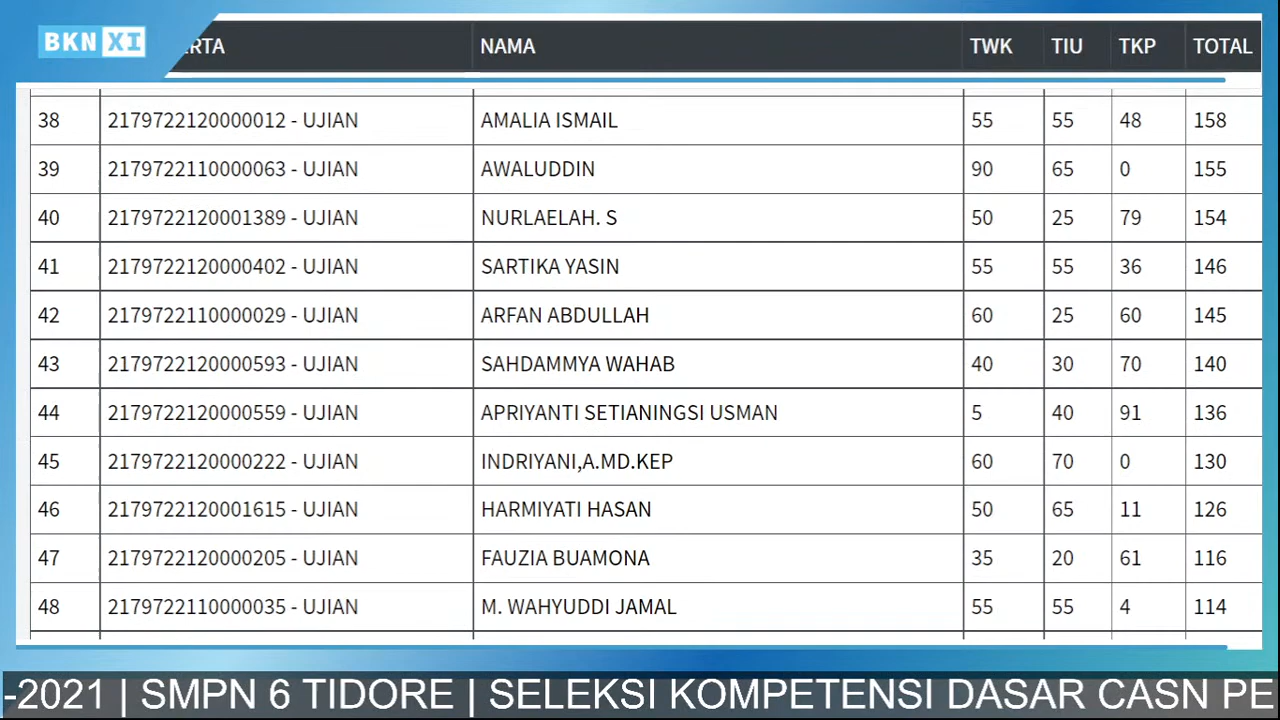 BKN XI
ERTA NAMA TWK TIU TKP TOTAL
38 2179722120000012 - UJIAN AMALIA ISMAIL 55 55 48 158
39 2179722110000063 - UJIAN AWALUDDIN 90 65 0 155
40 2179722120001389 - UJIAN NURLAELAH. S 50 25 79 154
41 2179722120000402 - UJIAN SARTIKA YASIN 55 55 36 146
42 2179722110000029 - UJIAN ARFAN ABDULLAH 60 25 60 145
43 2179722120000593 - UJIAN SAHDAMMYA WAHAB 40 30 70 140
44 2179722120000559 - UJIAN APRIYANTI SETIANINGSI USMAN 5 40 91 136
45 2179722120000222 - UJIAN INDRIYANI,A.MD.KEP 60 70 0 130
46 2179722120001615 - UJIAN HARMIYATI HASAN 50 65 11 126
47 2179722120000205 - UJIAN FAUZIA BUAMONA 35 20 61 116
48 2179722110000035 - UJIAN M. WAHYUDDI JAMAL 55 55 4 114
-2021 | SMPN 6 TIDORE | SELEKSI KOMPETENSI DASAR CASN PE